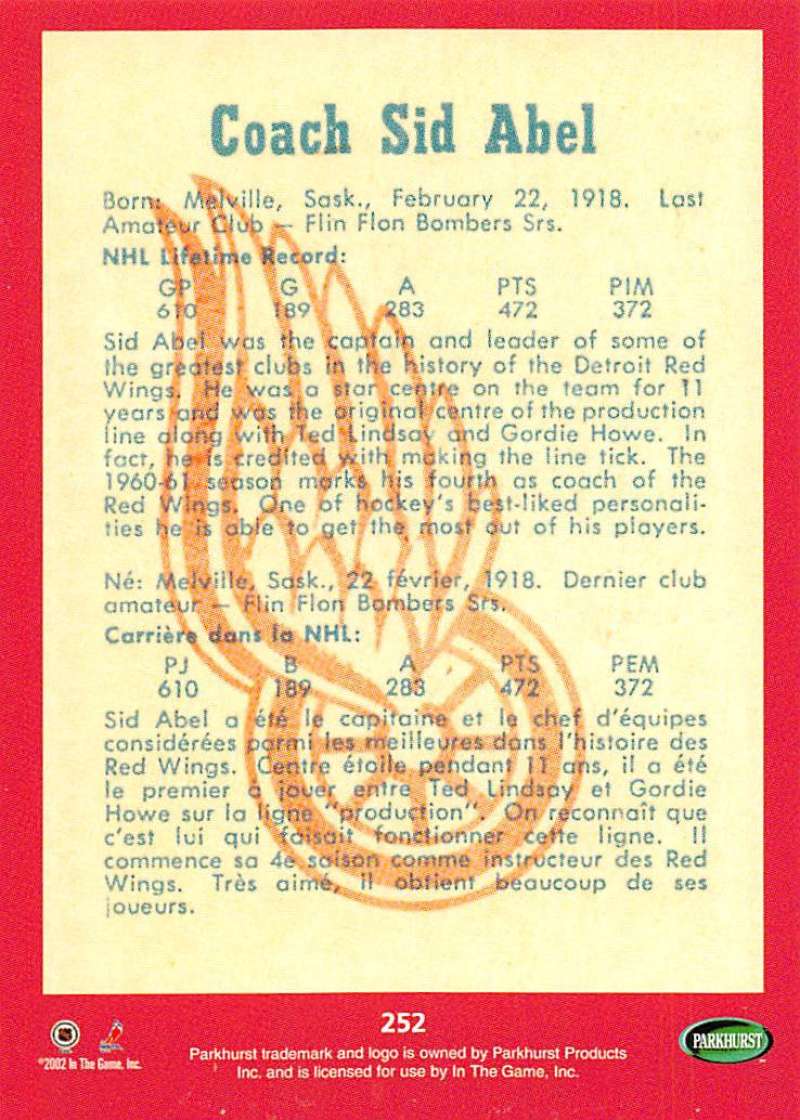 Coach Sid Abel
Born: Melville, Sask., February 22, 1918. Last
Amateur Club — Flin Flon Bombers Srs.
NHL Lifetime Record:
GP G A PTS PIM
610 189 283 472 372
Sid Abel was the captain and leader of some of
the greatest clubs in the history of the Detroit Red
Wings. He was a star centre on the team for 11
years and was the original centre of the production
line along with Ted Lindsay and Gordie Howe. In
fact, he is credited with making the line tick. The
1960-61 season marks his fourth as coach of the
Red Wings. One of hockey's best-liked personali-
ties he is able to get the most out of his players.
Né: Melville, Sask., 22 février, 1918. Dernier club
amateur — Flin Flon Bombers Srs.
Carrière dans la NHL:
PJ B A PTS PEM
610 189 283 472 372
Sid Abel a été le capitaine et le chef d'équipes
considérées parmi les meilleures dans l'histoire des
Red Wings. Centre étoile pendant 11 ans, il a été
le premier à jouer entre Ted Lindsay et Gordie
Howe sur la ligne "production". On reconnaît que
c'est lui qui faisait fonctionner cette ligne. Il
commence sa 4e saison comme instructeur des Red
Wings. Très aimé, il obtient beaucoup de ses
joueurs.
252
©2002 In The Game, Inc.
Parkhurst trademark and logo is owned by Parkhurst Products
Inc. and is licensed for use by In The Game, Inc.
PARKHURST